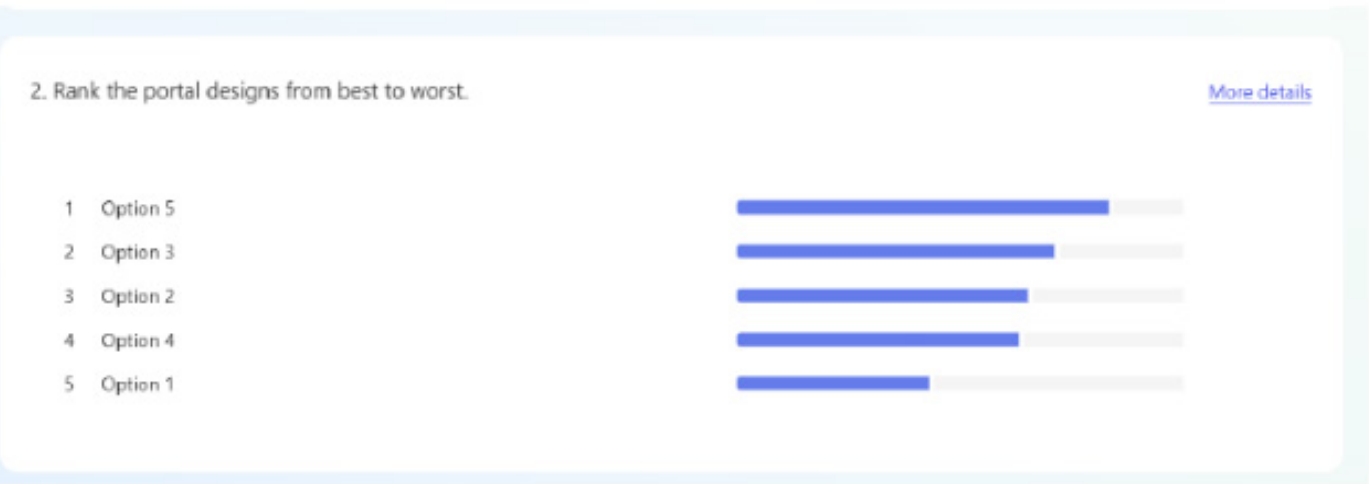 2. Rank the portal designs from best to worst.
More details
1 Option 5
2 Option 3
3 Option 2
4 Option 4
5 Option 1